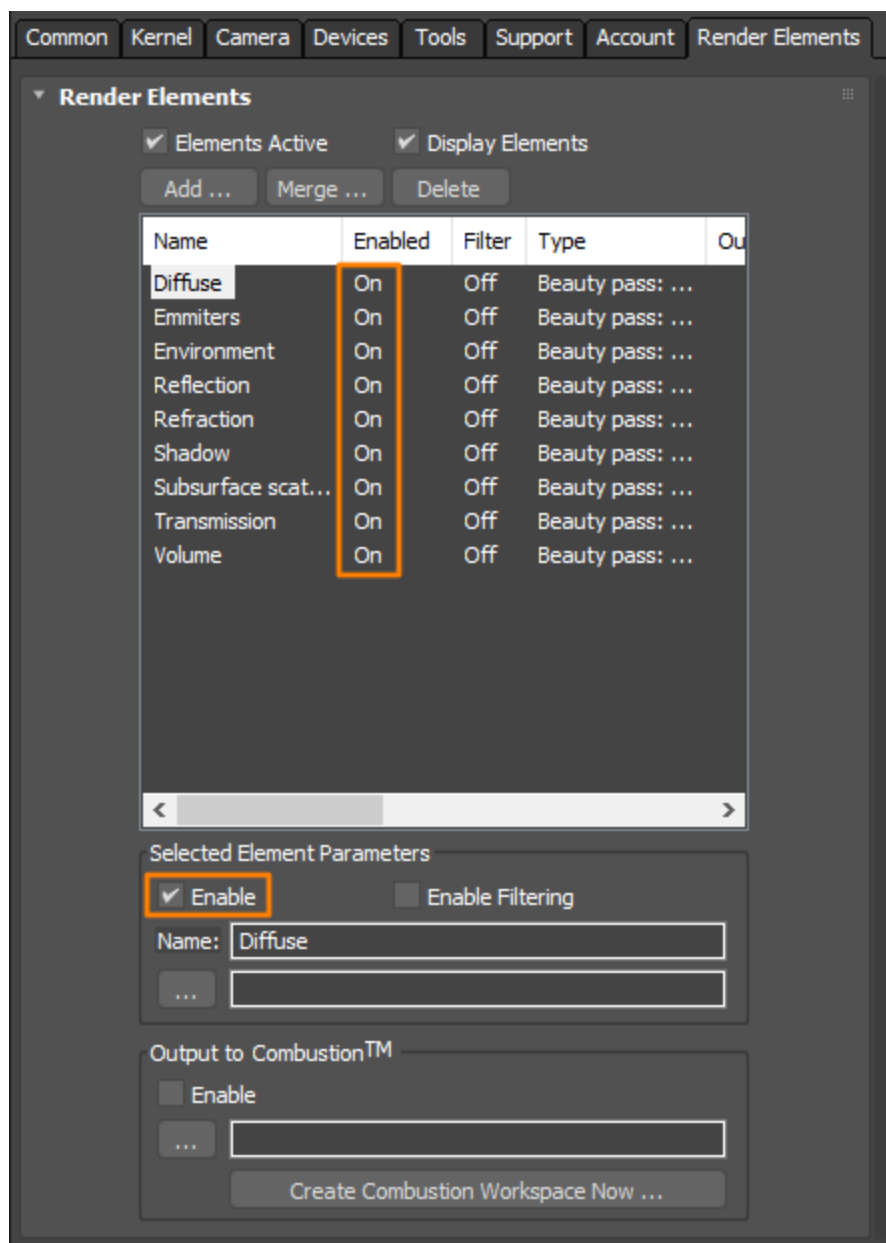 Common Kernel Camera Devices Tools Support Account Render Elements
Render Elements
Elements Active Display Elements
Add ... Merge ... Delete
Name Enabled Filter Type Ou
Diffuse On Off Beauty pass: ...
Emmiters On Off Beauty pass: ...
Environment On Off Beauty pass: ...
Reflection On Off Beauty pass: ...
Refraction On Off Beauty pass: ...
Shadow On Off Beauty pass: ...
Subsurface scat... On Off Beauty pass: ...
Transmission On Off Beauty pass: ...
Volume On Off Beauty pass: ...
Selected Element Parameters
Enable Enable Filtering
Name: Diffuse
...
Output to Combustion™
Enable
...
Create Combustion Workspace Now ...